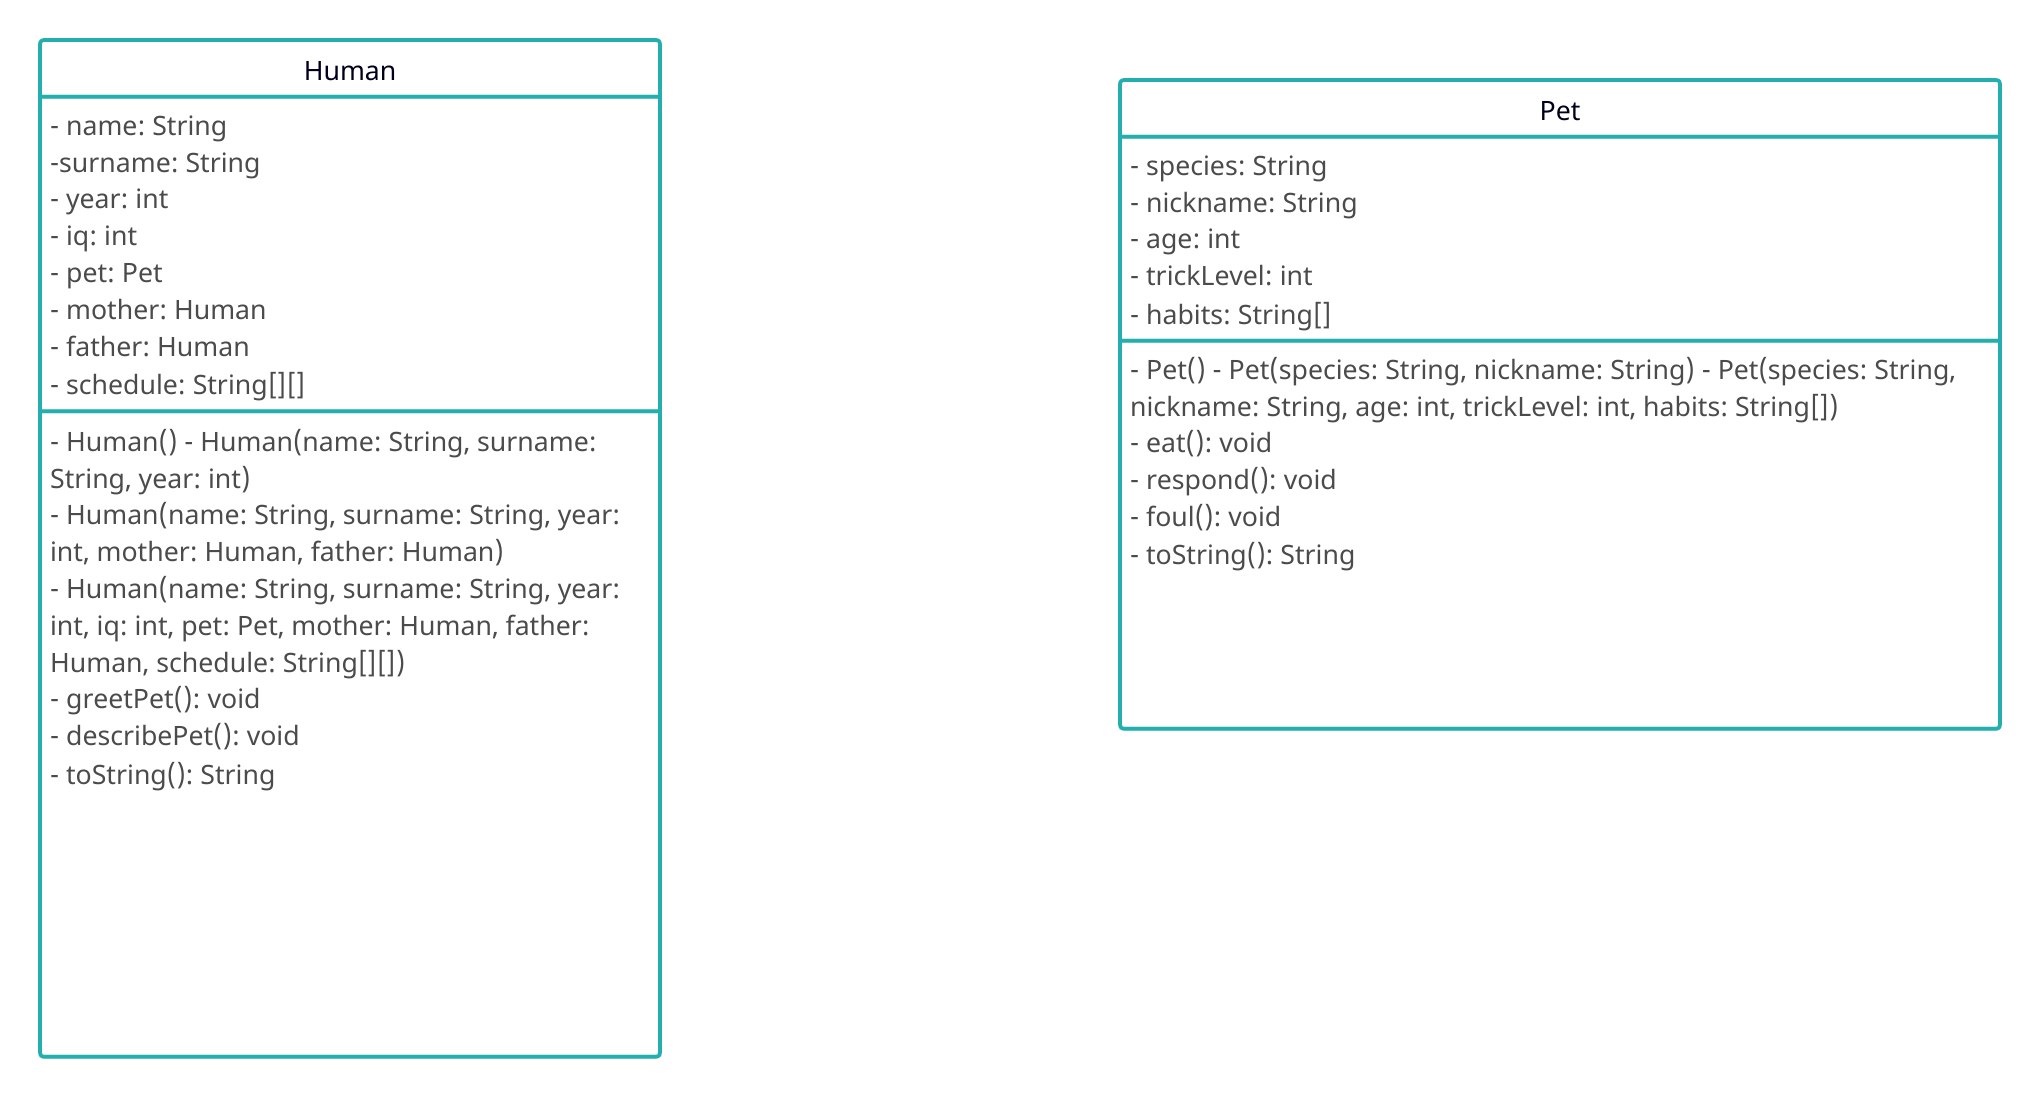 Human
- name: String
-surname: String
- year: int
- iq: int
- pet: Pet
- mother: Human
- father: Human
- schedule: String[][]
- Human() - Human(name: String, surname:
String, year: int)
- Human(name: String, surname: String, year:
int, mother: Human, father: Human)
- Human(name: String, surname: String, year:
int, iq: int, pet: Pet, mother: Human, father:
Human, schedule: String[][])
- greetPet(): void
- describePet(): void
- toString(): String
Pet
- species: String
- nickname: String
- age: int
- trickLevel: int
- habits: String[]
- Pet() - Pet(species: String, nickname: String) - Pet(species: String,
nickname: String, age: int, trickLevel: int, habits: String[])
- eat(): void
- respond(): void
- foul(): void
- toString(): String